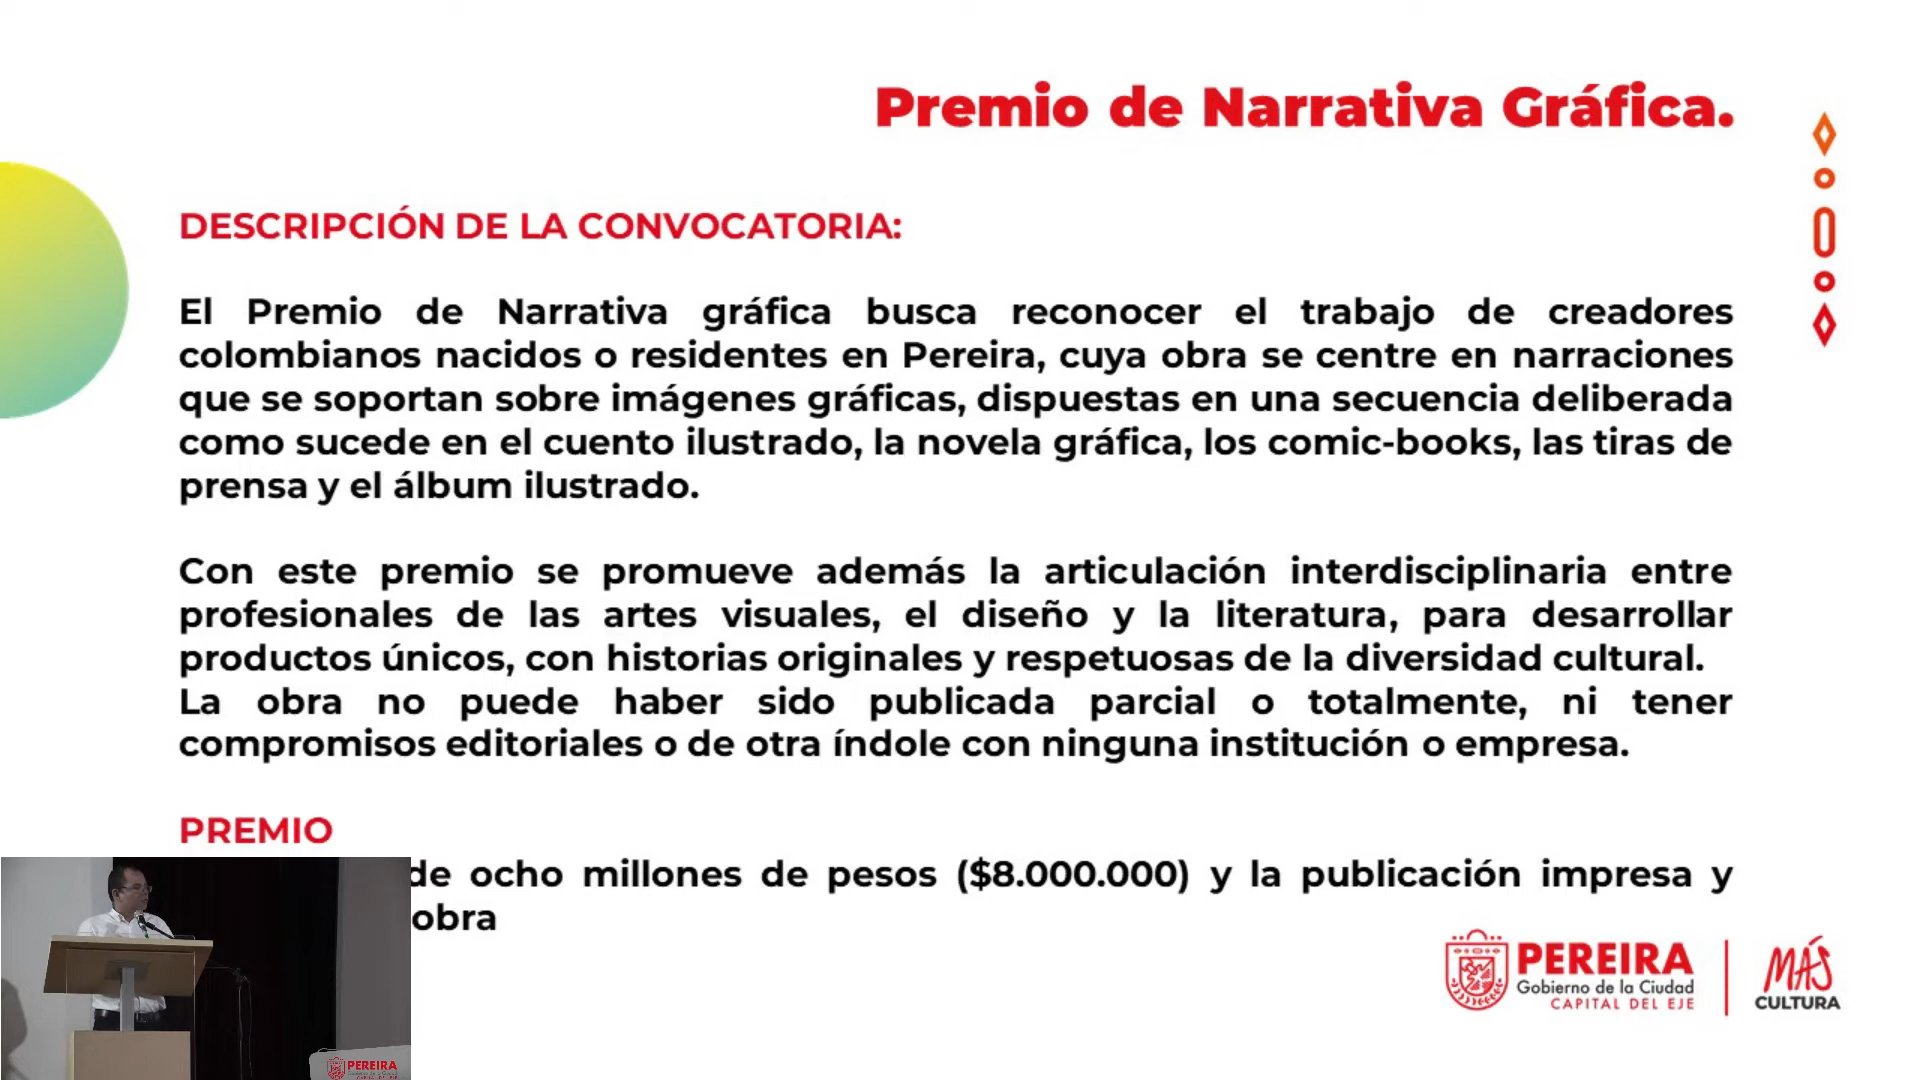 Premio de Narrativa Gráfica.
DESCRIPCIÓN DE LA CONVOCATORIA:
El Premio de Narrativa gráfica busca reconocer el trabajo de creadores
colombianos nacidos o residentes en Pereira, cuya obra se centre en narraciones
que se soportan sobre imágenes gráficas, dispuestas en una secuencia deliberada
como sucede en el cuento ilustrado, la novela gráfica, los comic-books, las tiras de
prensa y el álbum ilustrado.
Con este premio se promueve además la articulación interdisciplinaria entre
profesionales de las artes visuales, el diseño y la literatura, para desarrollar
productos únicos, con historias originales y respetuosas de la diversidad cultural.
La obra no puede haber sido publicada parcial o totalmente, ni tener
compromisos editoriales o de otra índole con ninguna institución o empresa.
PREMIO
de ocho millones de pesos ($8.000.000) y la publicación impresa y
obra
PEREIRA
Gobierno de la Ciudad
CAPITAL DEL EJE
MÁS
CULTURA
PEREIRA